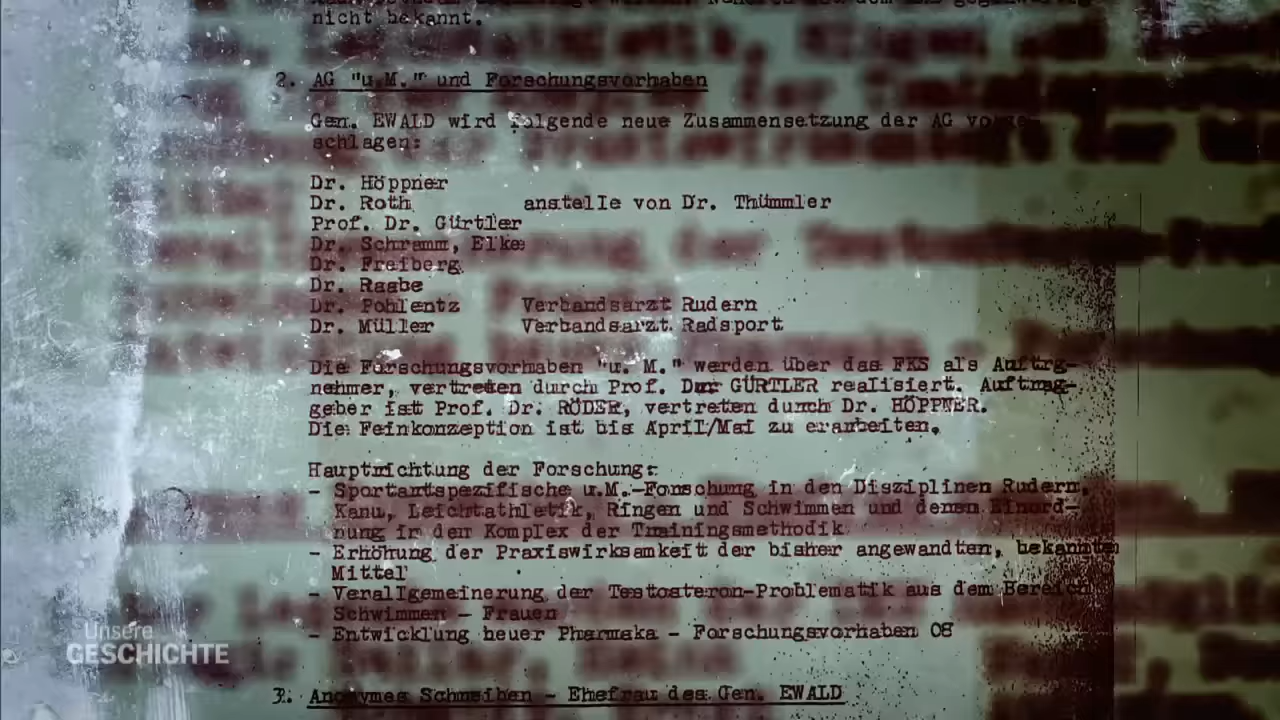 nicht bekannt.
2. AG "u.M." und Forschungsvorhaben
Gen. EWALD wird folgende neue Zusammensetzung der AG vorge-
schlagen:
Dr. Höppner
Dr. Roth anstelle von Dr. Thümmler
Prof. Dr. Gürtler
Dr. Schramm, Elke
Dr. Freiberg
Dr. Raabe
Dr. Pohlentz Verbandsarzt Rudern
Dr. Müller Verbandsarzt Radsport
Die Forschungsvorhaben "u. M." werden über das FKS als Auftrg-
nehmer, vertreten durch Prof. Dr. GÜRTLER realisiert. Auftrag-
geber ist Prof. Dr. RÖDER, vertreten durch Dr. HÖPPNER.
Die Feinkonzeption ist bis April/Mai zu erarbeiten.
Hauptrichtung der Forschung:
- Sportartspezifische u.M.-Forschung in den Disziplinen Rudern,
Kanu, Leichtathletik, Ringen und Schwimmen und deren Einord-
nung in den Komplex der Trainingsmethodik
- Erhöhung der Praxiswirksamkeit der bisher angewandten, bekannten
Mittel
- Verallgemeinerung der Testosteron-Problematik aus dem Bereich
Schwimmen - Frauen
- Entwicklung neuer Pharmaka - Forschungsvorhaben 08
3. Anonymes Schreiben - Ehefrau des Gen. EWALD
Unsere
GESCHICHTE